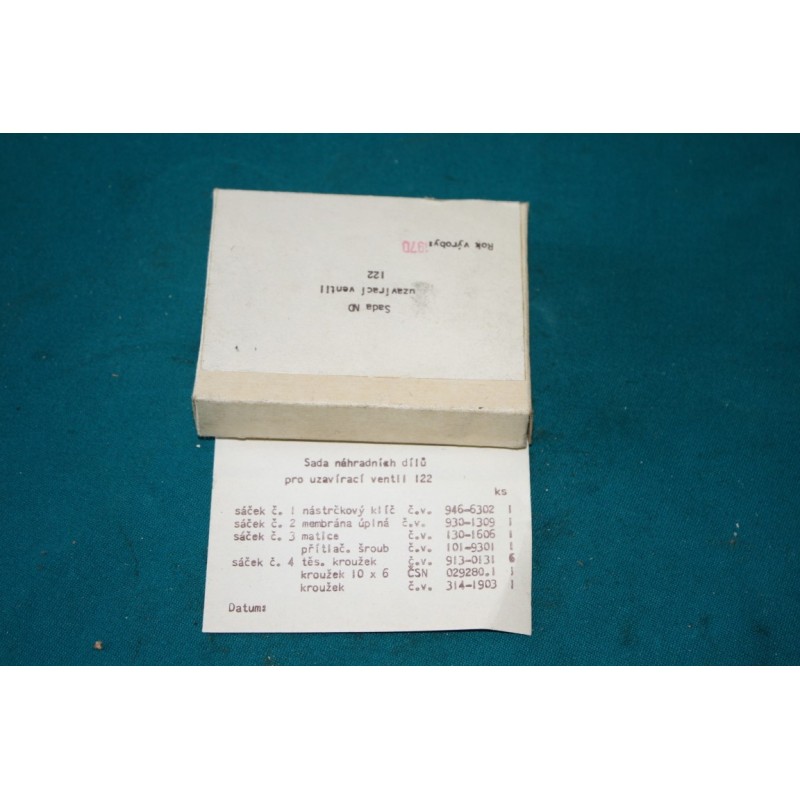 Sada ND
uzavírací ventil
122
Rok výroby: 1970
Sada náhradních dílů
pro uzavírací ventil 122
ks
sáček č. 1 nástrčkový klíč č.v. 946-6302 1
sáček č. 2 membrána úplná č.v. 930-1309 1
sáček č. 3 matice č.v. 130-1606 1
přítlač. šroub č.v. 101-9301 1
sáček č. 4 těs. kroužek č.v. 913-0131 6
kroužek 10 x 6 ČSN 029280.1 1
kroužek č.v. 314-1903 1
Datum: